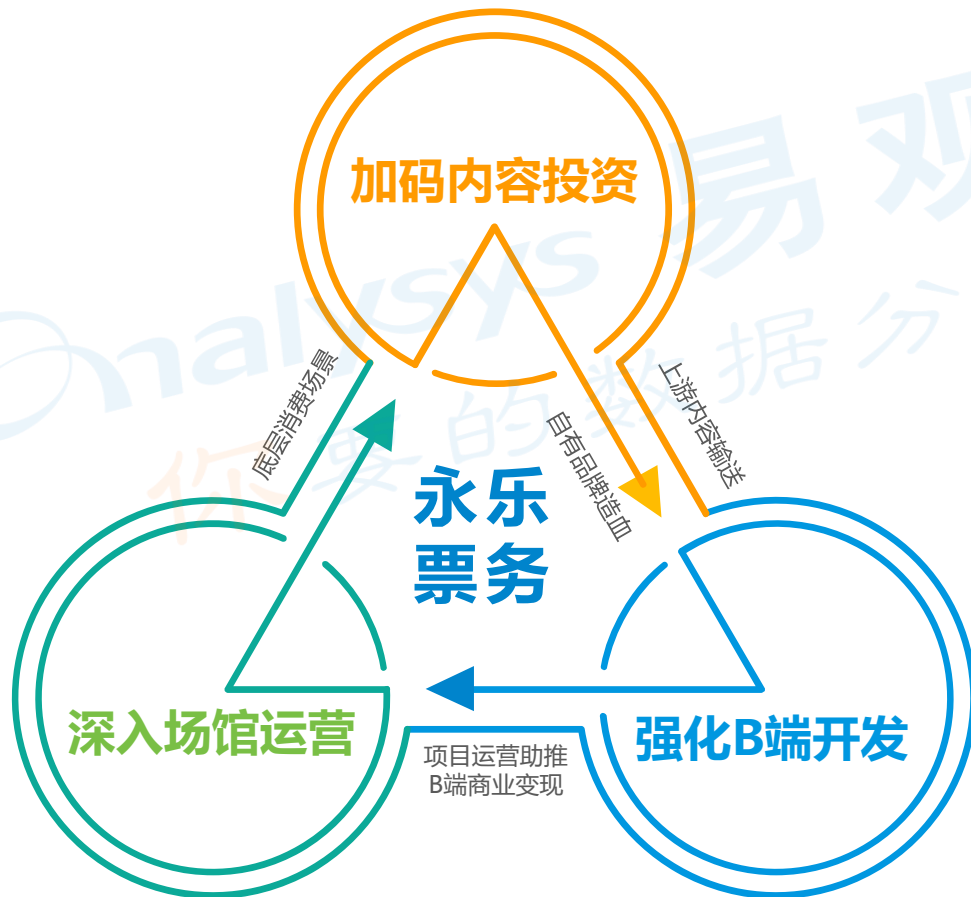 加码内容投资
底层消费场景
上游内容输送
自有品牌造血
永乐
票务
深入场馆运营
强化B端开发
项目运营助推
B端商业变现
nalysys 易观
你要的数据分